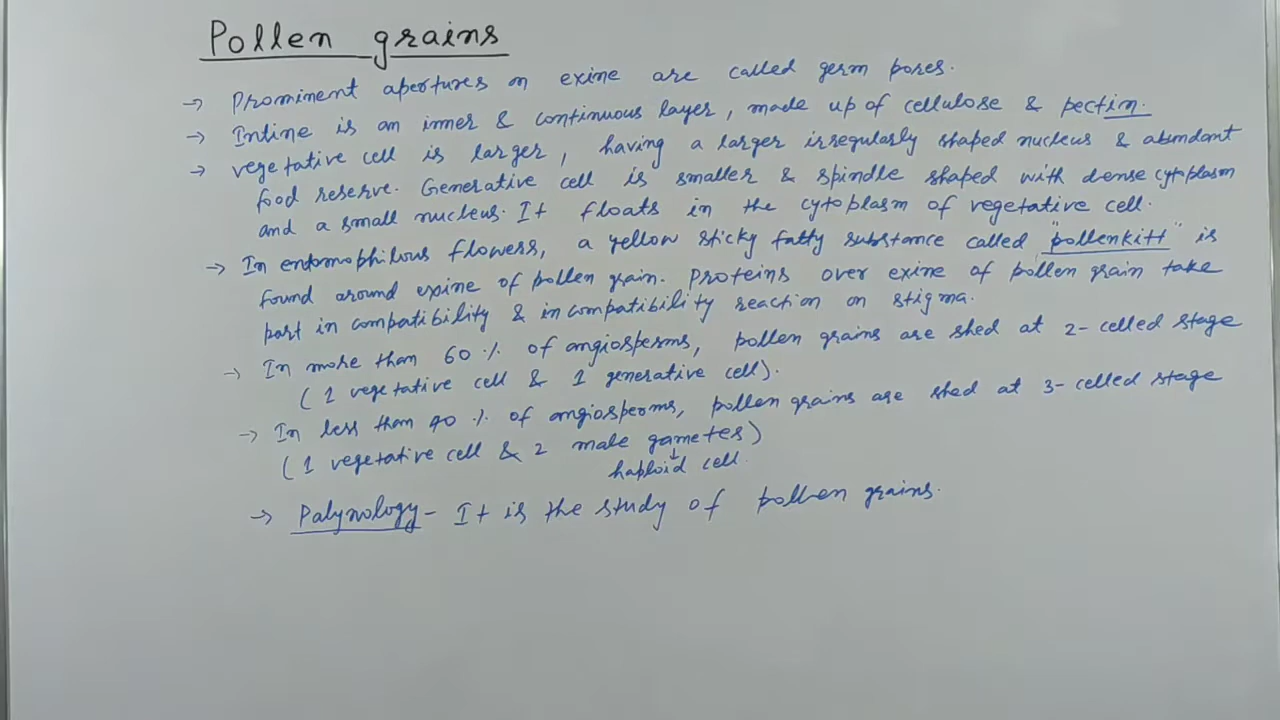 Pollen grains
→ Prominent apertures on exine are called germ pores.
→ Intine is an inner & continuous layer, made up of cellulose & pectin.
→ vegetative cell is larger, having a larger irregularly shaped nucleus & abundant
food reserve. Generative cell is smaller & spindle shaped with dense cytoplasm
and a small nucleus. It floats in the cytoplasm of vegetative cell.
→ In entomophilous flowers, a yellow sticky fatty substance called "pollenkitt" is
found around exine of pollen grain. Proteins over exine of pollen grain take
part in compatibility & incompatibility reaction on stigma.
→ In more than 60 % of angiosperms, pollen grains are shed at 2-celled stage
(1 vegetative cell & 1 generative cell).
→ In less than 40 % of angiosperms, pollen grains are shed at 3-celled stage
(1 vegetative cell & 2 male gametes)
↓
haploid cell.
→ Palynology - It is the study of pollen grains.